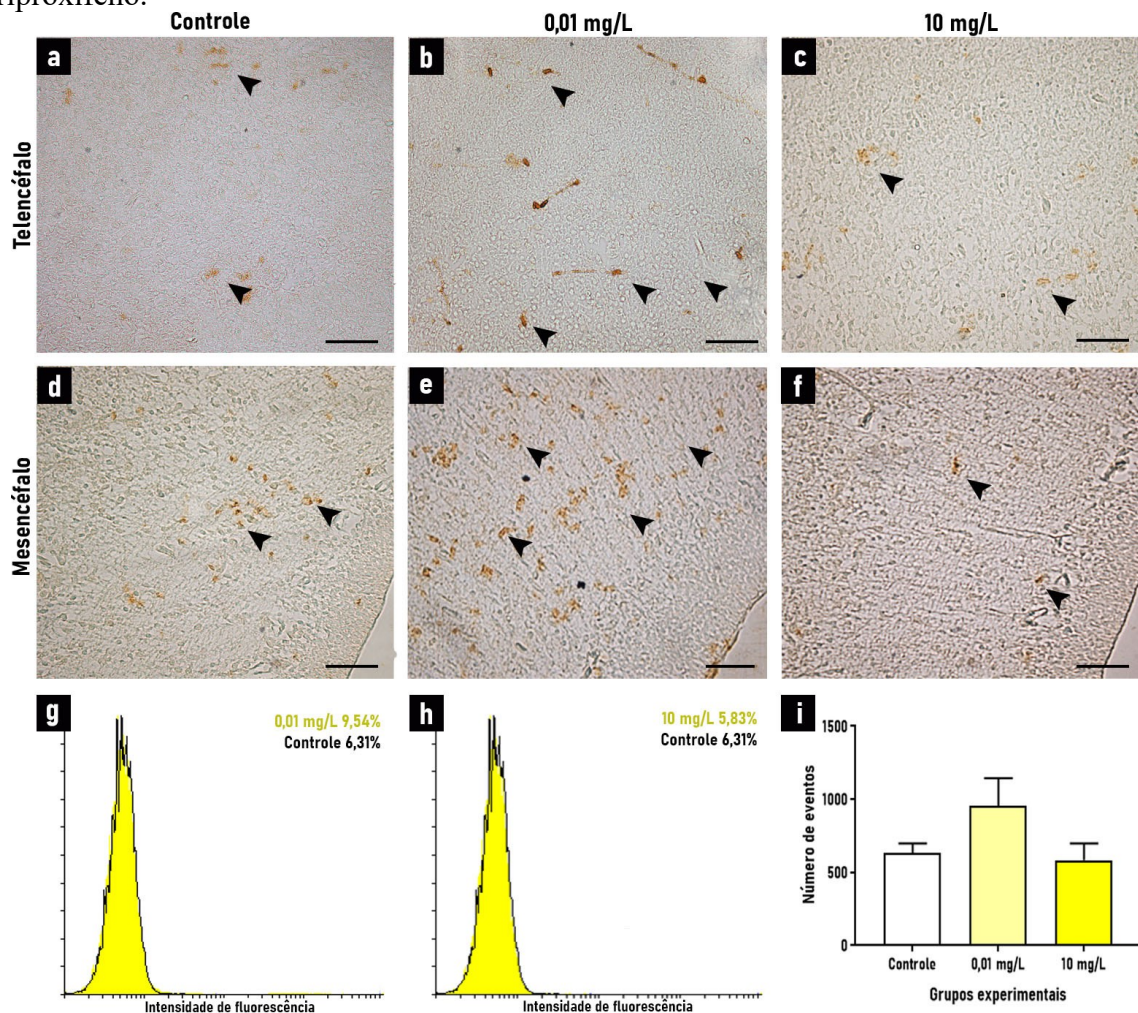 riproxifeno.
Controle
0,01 mg/L
10 mg/L
Telencéfalo
a
b
c
Mesencéfalo
d
e
f
g
0,01 mg/L 9,54%
Controle 6,31%
Intensidade de fluorescência
h
10 mg/L 5,83%
Controle 6,31%
Intensidade de fluorescência
i
Número de eventos
1500
1000
500
0
Controle
0,01 mg/L
10 mg/L
Grupos experimentais